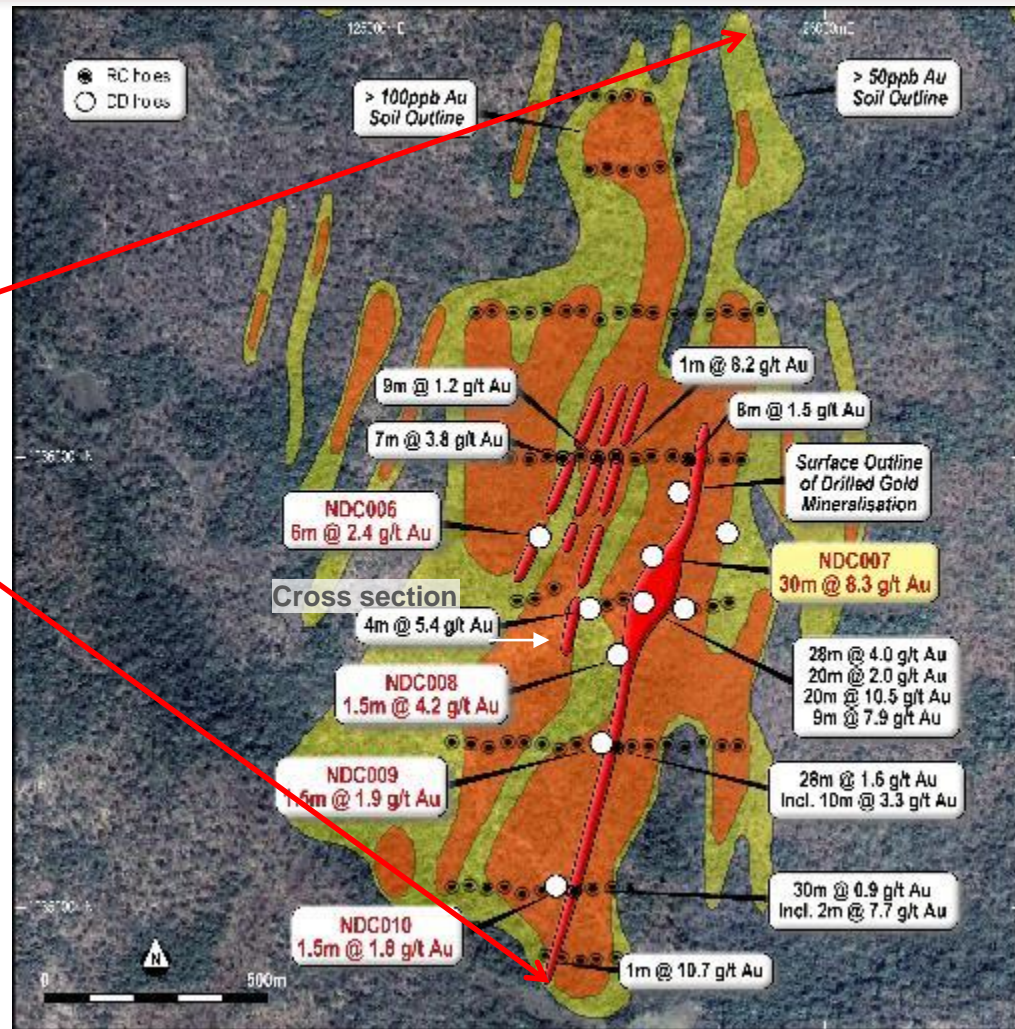 RC holes
DD holes
> 100ppb Au
Soil Outline
> 50ppb Au
Soil Outline
9m @ 1.2 g/t Au
1m @ 8.2 g/t Au
7m @ 3.8 g/t Au
8m @ 1.5 g/t Au
Surface Outline
of Drilled Gold
Mineralisation
NDC006
6m @ 2.4 g/t Au
NDC007
30m @ 8.3 g/t Au
Cross section
4m @ 5.4 g/t Au
28m @ 4.0 g/t Au
20m @ 2.0 g/t Au
20m @ 10.5 g/t Au
9m @ 7.9 g/t Au
NDC008
1.5m @ 4.2 g/t Au
NDC009
1.5m @ 1.9 g/t Au
28m @ 1.6 g/t Au
Incl. 10m @ 3.3 g/t Au
30m @ 0.9 g/t Au
Incl. 2m @ 7.7 g/t Au
NDC010
1.5m @ 1.8 g/t Au
1m @ 10.7 g/t Au
N
0 500m